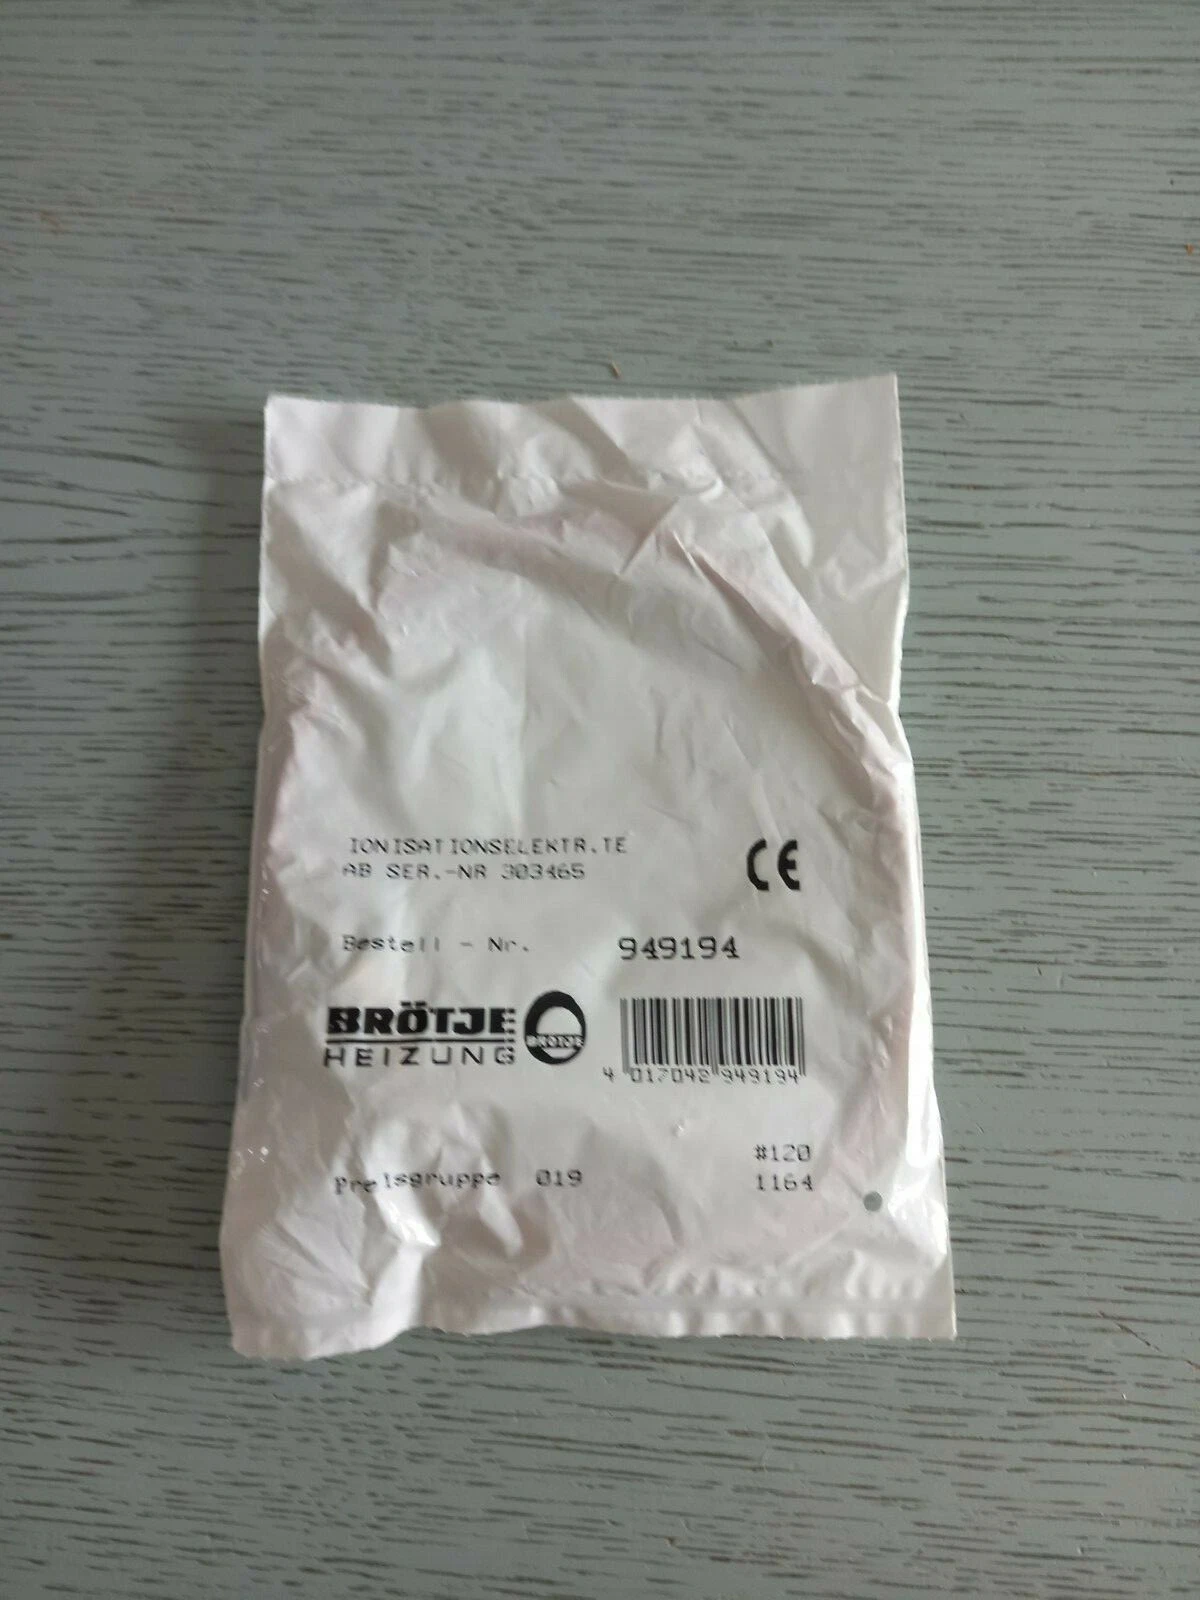 IONISATIONSELEKTR.TE
AB SER.-NR 303465
CE
Bestell - Nr. 949194
BRÖTJE
HEIZUNG
BRÖTJE
4 017042 949194
#120
Preisgruppe 019 1164